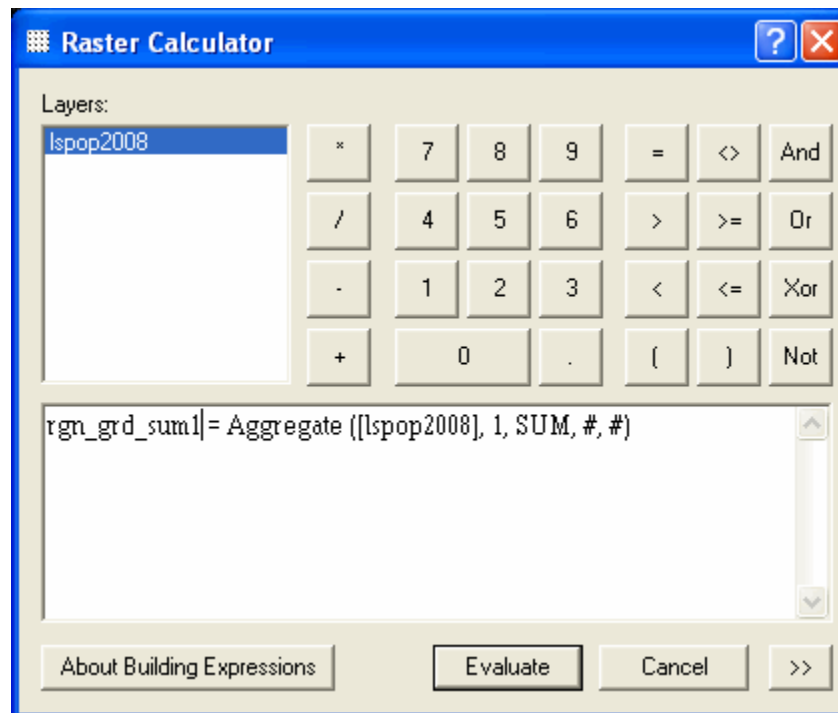 Raster Calculator ?
Layers:
lspop2008
* 7 8 9 = <> And
/ 4 5 6 > >= Or
- 1 2 3 < <= Xor
+ 0 . ( ) Not
rgn_grd_sum1 = Aggregate ([lspop2008], 1, SUM, #, #)
About Building Expressions Evaluate Cancel >>